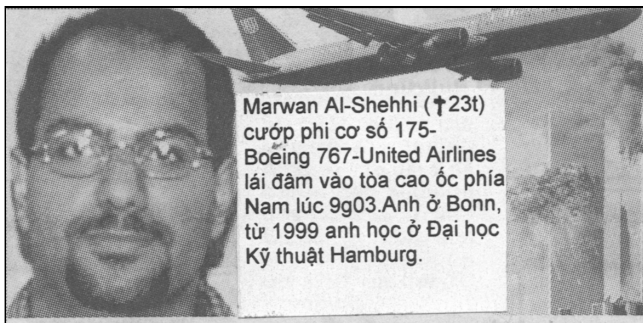 Marwan Al-Shehhi (✝23t)
cướp phi cơ số 175-
Boeing 767-United Airlines
lái đâm vào tòa cao ốc phía
Nam lúc 9g03.Anh ở Bonn,
từ 1999 anh học ở Đại học
Kỹ thuật Hamburg.